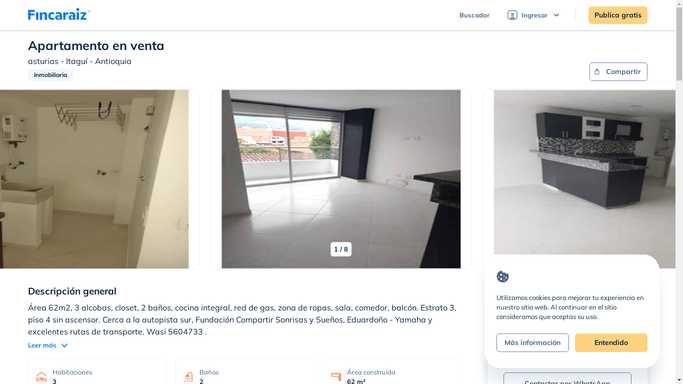 Fincaraiz
Buscador
Ingresar
Publica gratis
Apartamento en venta
asturias - Itaguí - Antioquia
Inmobiliaria
Compartir
1 / 8
Descripción general
Área 62m2, 3 alcobas, closet, 2 baños, cocina integral, red de gas, zona de ropas, sala, comedor, balcón. Estrato 3,
piso 4 sin ascensor. Cerca a la autopista sur, Fundación Compartir Sonrisas y Sueños, Eduardoña - Yamaha y
excelentes rutas de transporte. Wasi 5604733 .
Leer más
Habitaciones
3
Baños
2
Área construida
62 m²
Utilizamos cookies para mejorar tu experiencia en
nuestro sitio web. Al continuar en el sitio
consideramos que aceptas su uso.
Más información
Entendido
Contactar por WhatsApp